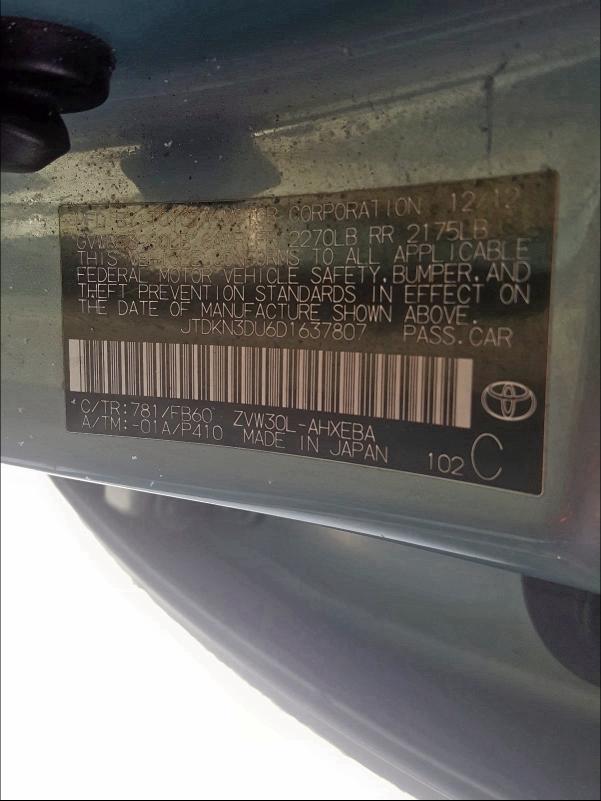 CORPORATION 12/12
2270LB RR 2175LB
THIS TO ALL APPLICABLE
FEDERAL MOTOR VEHICLE SAFETY, BUMPER, AND
THEFT PREVENTION STANDARDS IN EFFECT ON
THE DATE OF MANUFACTURE SHOWN ABOVE.
JTDKN3DU6D1637807 PASS.CAR
C/TR:781/FB60 ZVW30L-AHXEBA
A/TM:-01A/P410 MADE IN JAPAN 102 C